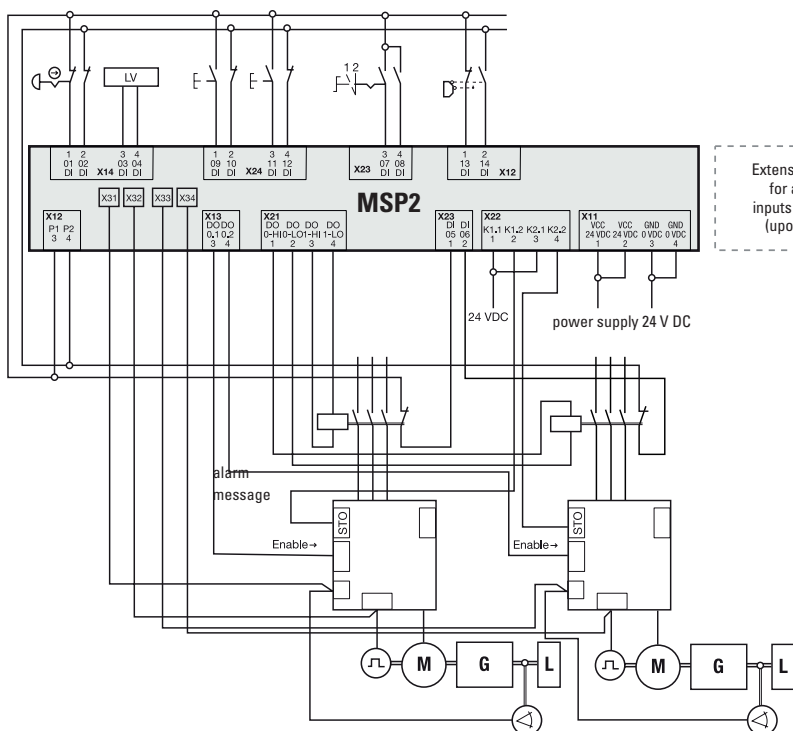 1 2
LV
1 2 3 4
01 02 03 04
DI DI X14 DI DI
1 2 3 4
09 10 11 12
DI DI X24 DI DI
3 4
07 08
X23 DI DI
1 2
13 14
DI DI X12
X31 X32 X33 X34
MSP2
X12
P1 P2
3 4
X13
DO DO
0.1 0.2
3 4
X21
DO DO DO DO
0-HI 0-LO 1-HI 1-LO
1 2 3 4
X23
DI DI
05 06
1 2
X22
K1.1 K1.2 K2.1 K2.2
1 2 3 4
X11
VCC VCC GND GND
24 VDC 24 VDC 0 VDC 0 VDC
1 2 3 4
Extens
for a
inputs
(upo
24 VDC
power supply 24 V DC
alarm
message
STO
Enable→
STO
Enable→
M G L
M G L